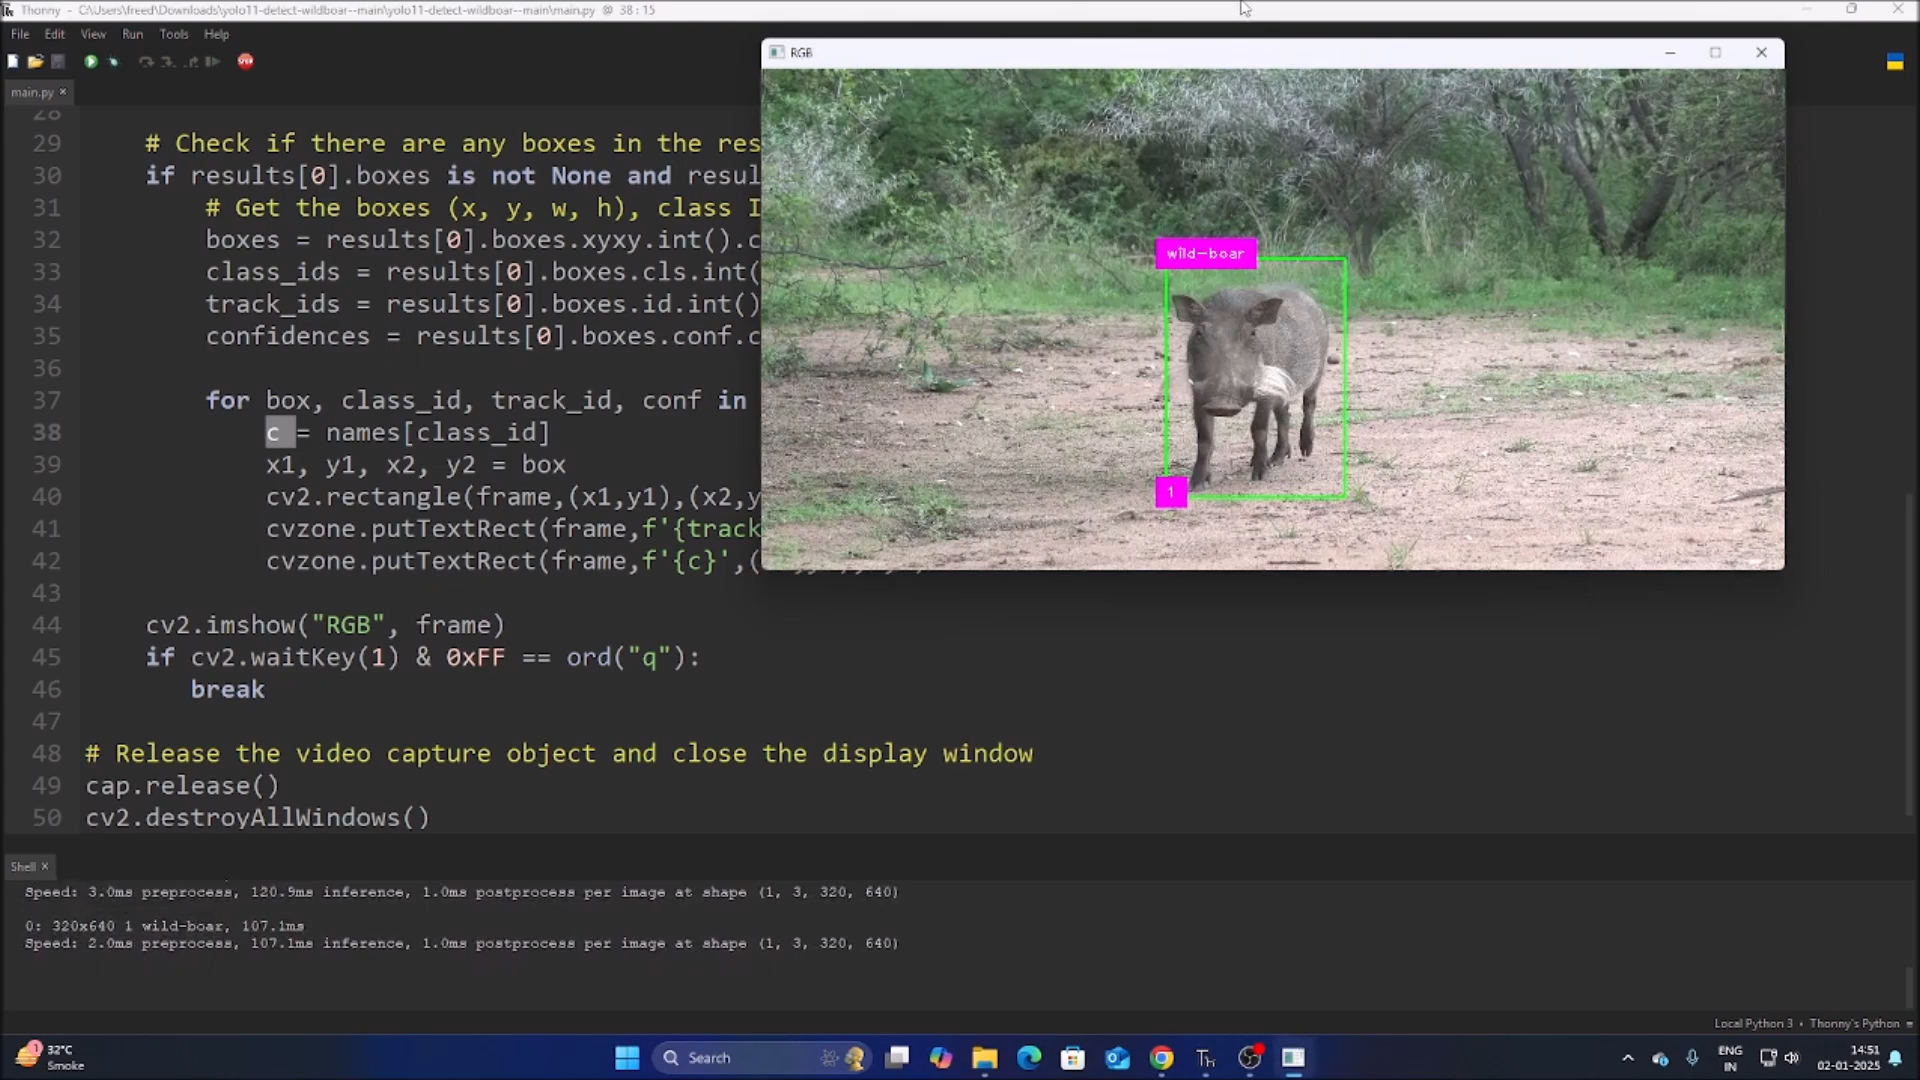 Thonny - C:\Users\freed\Downloads\yolo11-detect-wildboar--main\yolo11-detect-wildboar--main\main.py @ 38:15
File Edit View Run Tools Help
main.py ×
28
29 # Check if there are any boxes in the res
30 if results[0].boxes is not None and resul
31 # Get the boxes (x, y, w, h), class I
32 boxes = results[0].boxes.xyxy.int().c
33 class_ids = results[0].boxes.cls.int(
34 track_ids = results[0].boxes.id.int()
35 confidences = results[0].boxes.conf.c
36
37 for box, class_id, track_id, conf in
38 c = names[class_id]
39 x1, y1, x2, y2 = box
40 cv2.rectangle(frame,(x1,y1),(x2,y
41 cvzone.putTextRect(frame,f'{track
42 cvzone.putTextRect(frame,f'{c}',(
43
44 cv2.imshow("RGB", frame)
45 if cv2.waitKey(1) & 0xFF == ord("q"):
46 break
47
48 # Release the video capture object and close the display window
49 cap.release()
50 cv2.destroyAllWindows()
RGB
wild-boar
1
Shell ×
Speed: 3.0ms preprocess, 120.9ms inference, 1.0ms postprocess per image at shape (1, 3, 320, 640)
0: 320x640 1 wild-boar, 107.1ms
Speed: 2.0ms preprocess, 107.1ms inference, 1.0ms postprocess per image at shape (1, 3, 320, 640)
Local Python 3 • Thonny's Python
1
32°C
Smoke
Search
Th
ENG
IN
14:51
02-01-2025